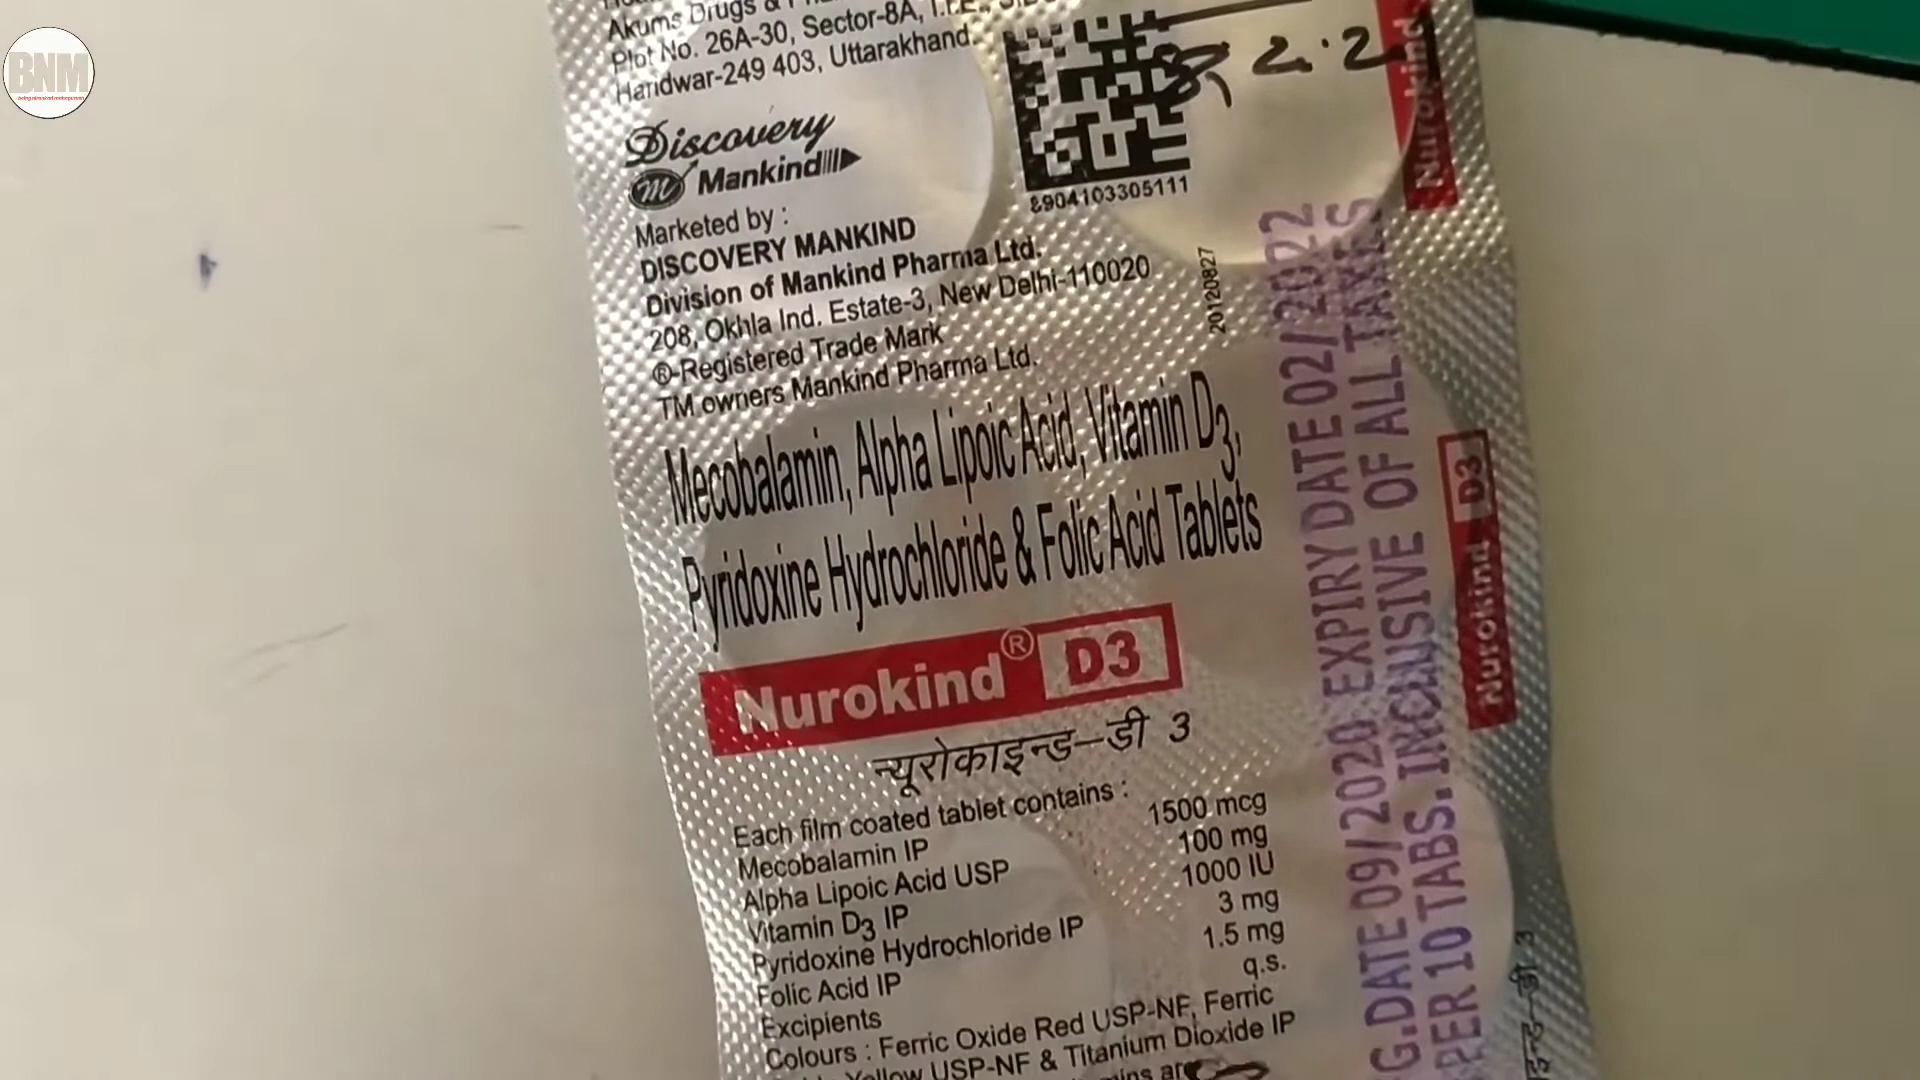 BNM
Akums Drugs &
Plot No. 26A-30, Sector-8A, I.I.E.,
Haridwar-249 403, Uttarakhand.
Discovery
m Mankind
Marketed by :
DISCOVERY MANKIND
Division of Mankind Pharma Ltd.
208, Okhla Ind. Estate-3, New Delhi-110020
®-Registered Trade Mark
TM owners Mankind Pharma Ltd.
8904103305111
20120827
Mecobalamin, Alpha Lipoic Acid, Vitamin D3,
Pyridoxine Hydrochloride & Folic Acid Tablets
Nurokind® D3
न्यूरोकाइन्ड–डी 3
Each film coated tablet contains :
Mecobalamin IP 1500 mcg
Alpha Lipoic Acid USP 100 mg
Vitamin D3 IP 1000 IU
Pyridoxine Hydrochloride IP 3 mg
Folic Acid IP 1.5 mg
Excipients q.s.
Colours : Ferric Oxide Red USP-NF, Ferric
Yellow USP-NF & Titanium Dioxide IP
G.DATE 09/2020 EXPIRY DATE 02/2022
PER 10 TABS. INCLUSIVE OF ALL TAXES
Nurokind
Nurokind D3